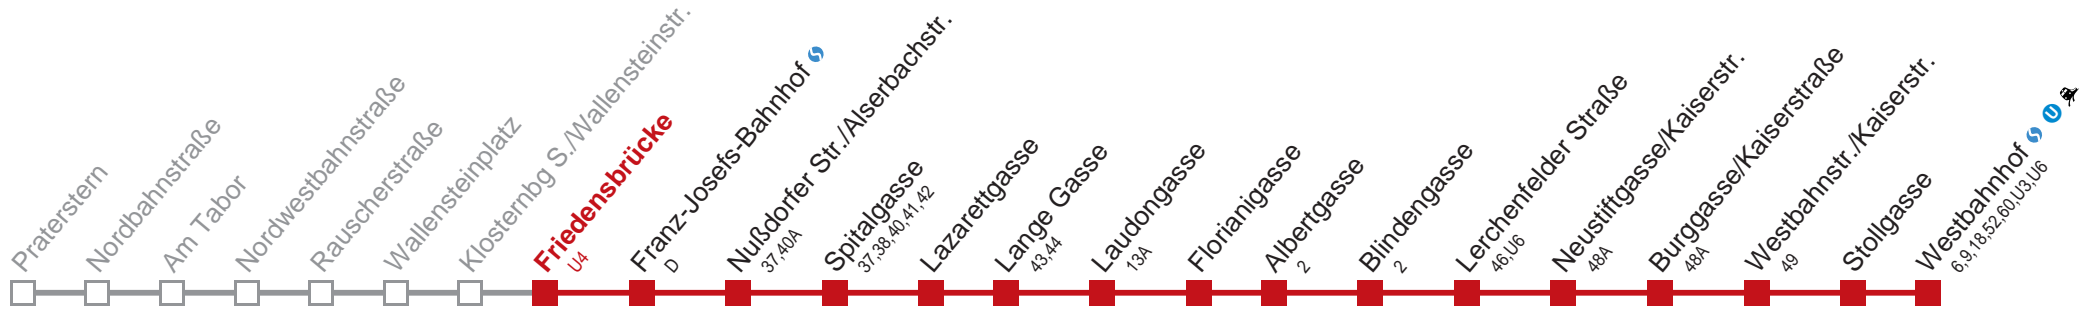 Praterstern
Nordbahnstraße
Am Tabor
Nordwestbahnstraße
Rauscherstraße
Wallensteinplatz
Klosternbg S./Wallensteinstr.
Friedensbrücke
U4
Franz-Josefs-Bahnhof S
D
Nußdorfer Str./Alserbachstr.
37,40A
Spitalgasse
37,38,40,41,42
Lazarettgasse
Lange Gasse
43,44
Laudongasse
13A
Florianigasse
Albertgasse
2
Blindengasse
2
Lerchenfelder Straße
46,U6
Neustiftgasse/Kaiserstr.
48A
Burggasse/Kaiserstraße
48A
Westbahnstr./Kaiserstr.
49
Stollgasse
Westbahnhof S U
6,9,18,52,60,U3,U6